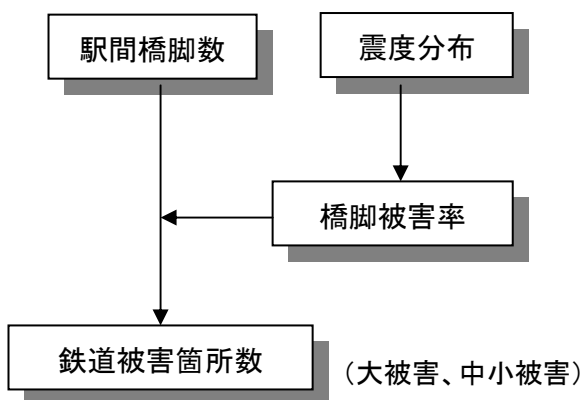 駅間橋脚数
震度分布
橋脚被害率
鉄道被害箇所数
(大被害、中小被害)